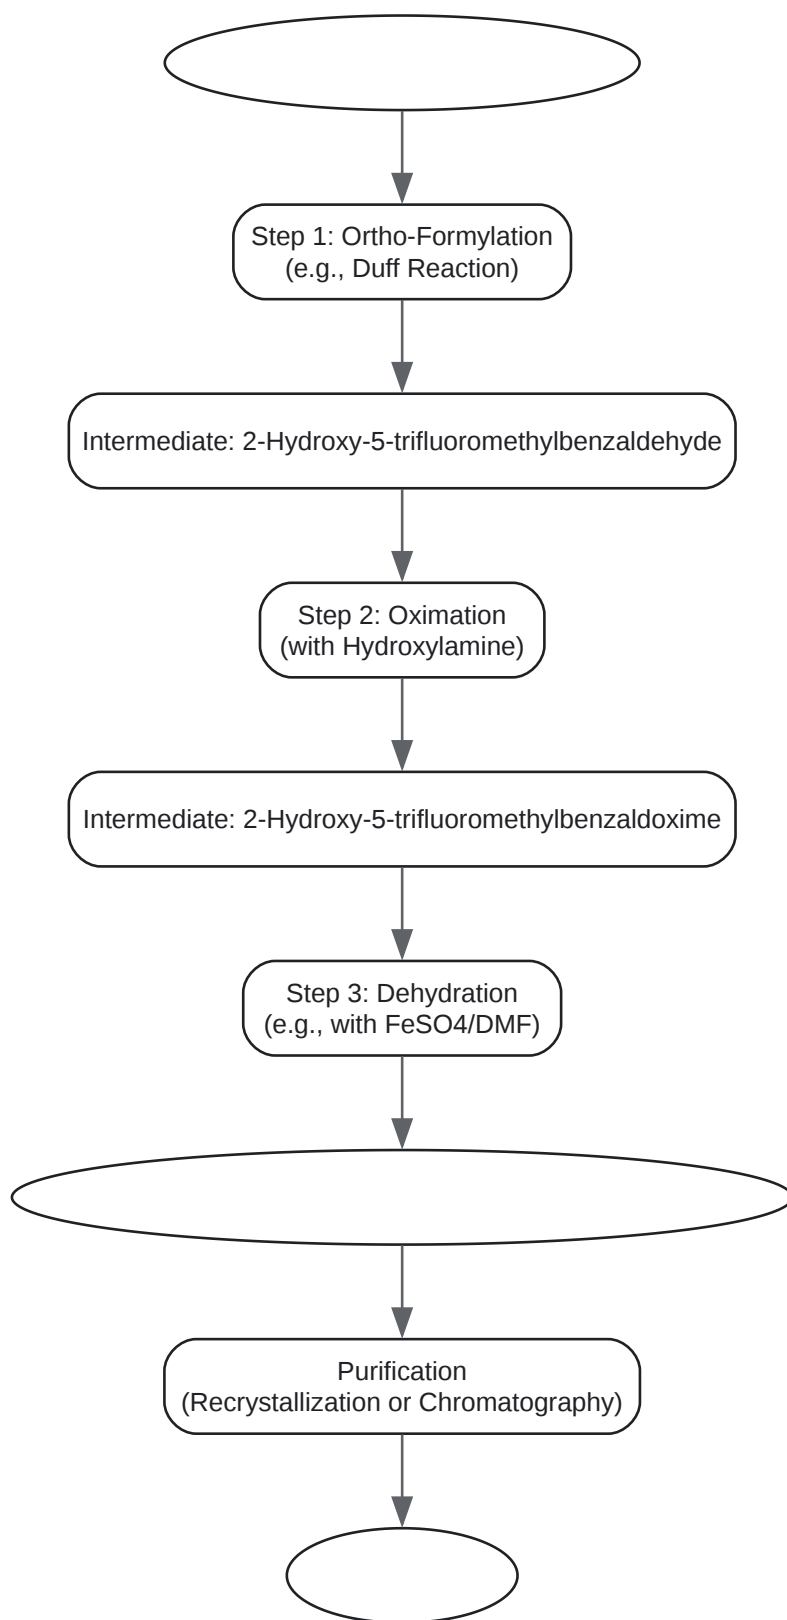 Step 1: Ortho-Formylation
(e.g., Duff Reaction)
Intermediate: 2-Hydroxy-5-trifluoromethylbenzaldehyde
Step 2: Oximation
(with Hydroxylamine)
Intermediate: 2-Hydroxy-5-trifluoromethylbenzaldoxime
Step 3: Dehydration
(e.g., with FeSO4/DMF)
Purification
(Recrystallization or Chromatography)